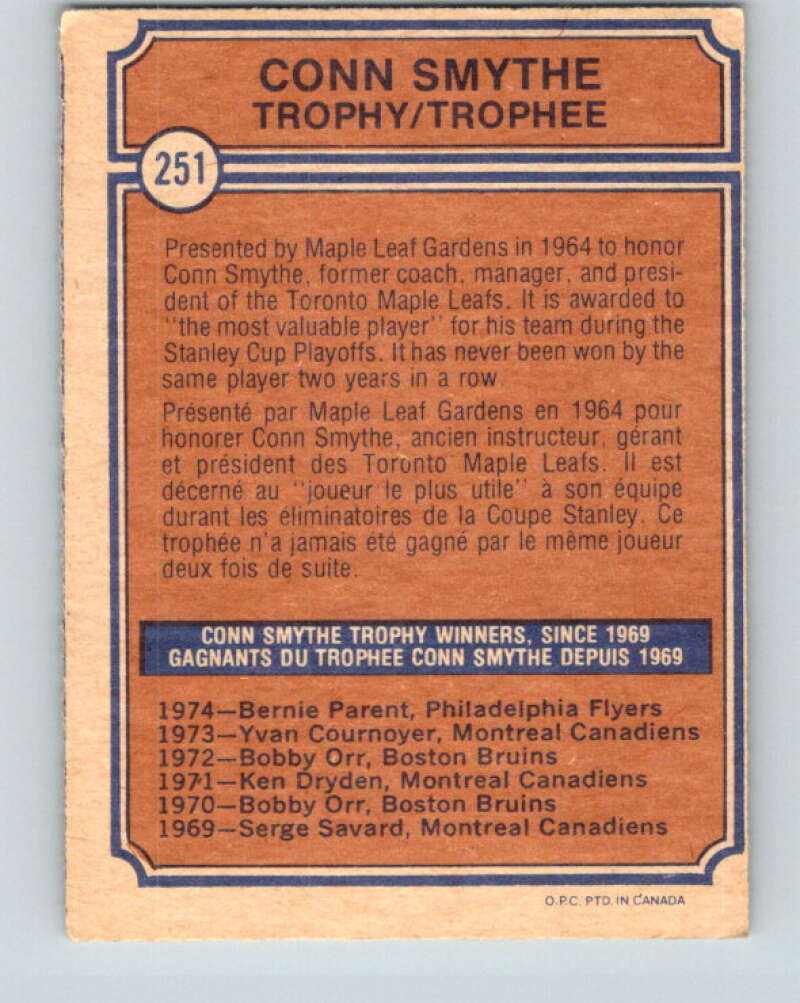 CONN SMYTHE
TROPHY/TROPHEE
251
Presented by Maple Leaf Gardens in 1964 to honor
Conn Smythe, former coach, manager, and presi-
dent of the Toronto Maple Leafs. It is awarded to
"the most valuable player" for his team during the
Stanley Cup Playoffs. It has never been won by the
same player two years in a row.
Présenté par Maple Leaf Gardens en 1964 pour
honorer Conn Smythe, ancien instructeur, gérant
et président des Toronto Maple Leafs. Il est
décerné au "joueur le plus utile" à son équipe
durant les éliminatoires de la Coupe Stanley. Ce
trophée n'a jamais été gagné par le même joueur
deux fois de suite.
CONN SMYTHE TROPHY WINNERS, SINCE 1969
GAGNANTS DU TROPHEE CONN SMYTHE DEPUIS 1969
1974—Bernie Parent, Philadelphia Flyers
1973—Yvan Cournoyer, Montreal Canadiens
1972—Bobby Orr, Boston Bruins
1971—Ken Dryden, Montreal Canadiens
1970—Bobby Orr, Boston Bruins
1969—Serge Savard, Montreal Canadiens
O.P.C. PTD. IN CANADA